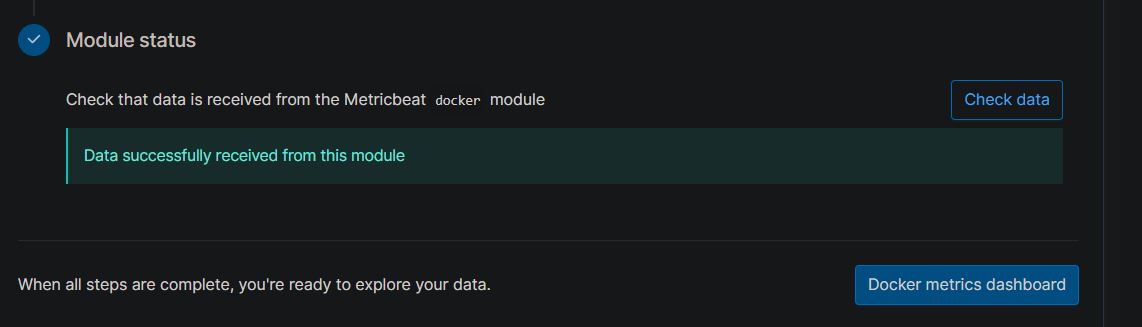 Module status
Check that data is received from the Metricbeat docker module
Check data
Data successfully received from this module
When all steps are complete, you're ready to explore your data.
Docker metrics dashboard